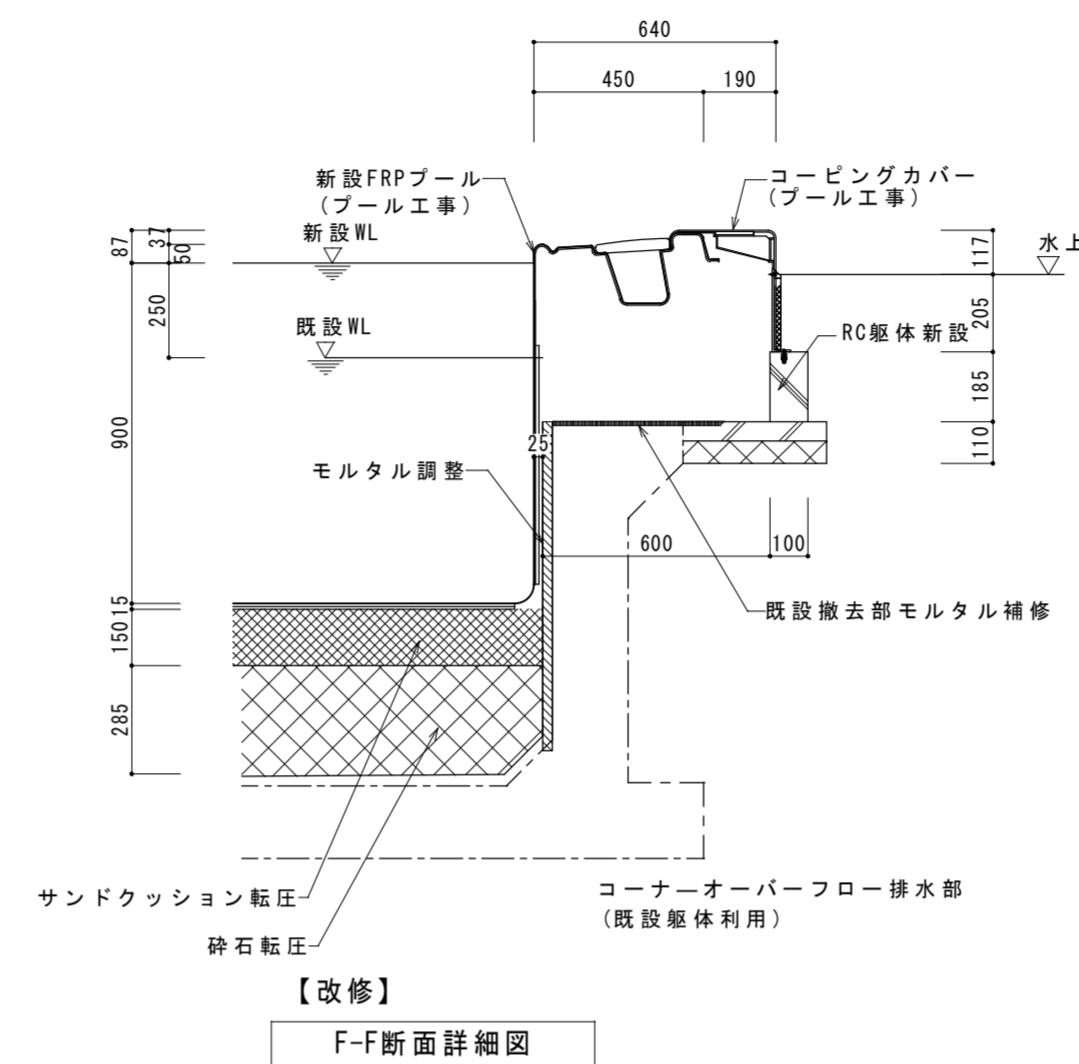 640
450
190
新設FRPプール
(プール工事)
コーピングカバー
(プール工事)
新設WL
水上
87
37
50
117
250
既設WL
205
RC躯体新設
185
900
25
110
モルタル調整
600
100
既設撤去部モルタル補修
15
150
285
サンドクッション転圧
コーナーオーバーフロー排水部
(既設躯体利用)
砕石転圧
【改修】
F-F断面詳細図